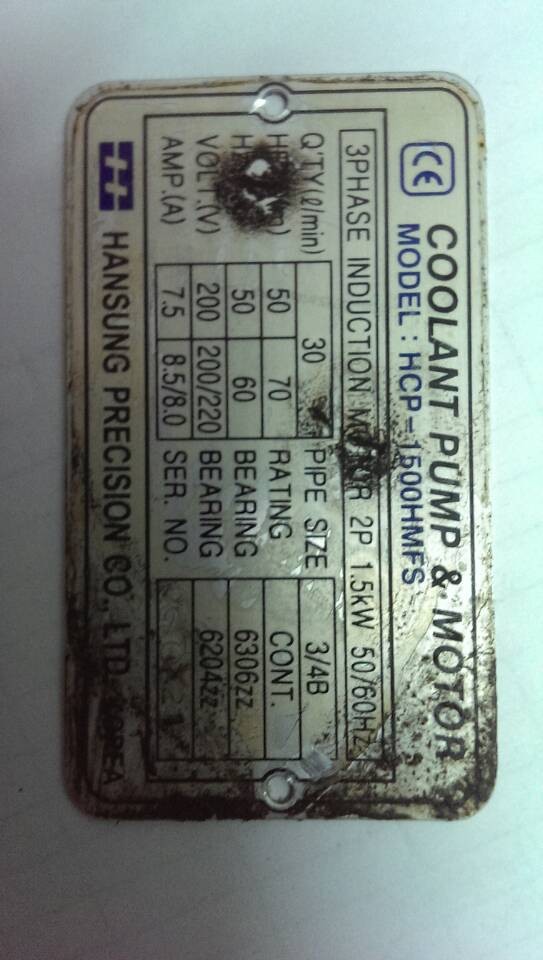 CE COOLANT PUMP & MOTOR
MODEL : HCP-1500HMFS
3PHASE INDUCTION MOTOR 2P 1.5kW 50/60HZ
Q'TY(ℓ/min) 30 PIPE SIZE 3/4B
50 70 RATING CONT.
50 60 BEARING 6306zz
VOLT.(V) 200 200/220 BEARING 6204zz
AMP.(A) 7.5 8.5/8.0 SER. NO.
HANSUNG PRECISION CO., LTD. KOREA